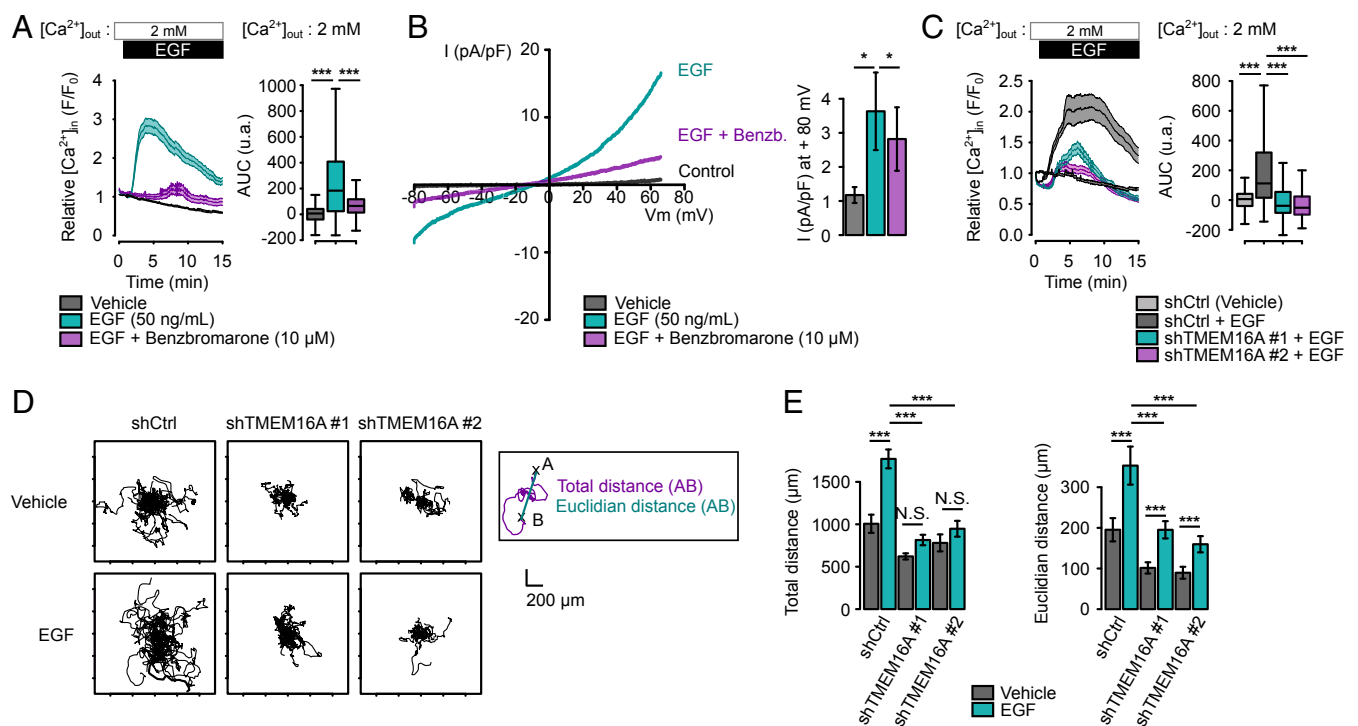 A
[Ca2+]out : 2 mM
EGF
[Ca2+]out : 2 mM
Relative [Ca2+]in (F/F0)
4
3
2
1
0
0 5 10 15
Time (min)
*** ***
AUC (u.a.)
1000
800
600
400
200
0
-200
Vehicle
EGF (50 ng/mL)
EGF + Benzbromarone (10 µM)
B
I (pA/pF)
20
10
-10
-20
-80 -60 -40 -20 0 20 40 60 80
Vm (mV)
EGF
EGF + Benzb.
Control
* *
I (pA/pF) at + 80 mV
4
3
2
1
0
Vehicle
EGF (50 ng/mL)
EGF + Benzbromarone (10 µM)
C
[Ca2+]out : 2 mM
EGF
[Ca2+]out : 2 mM
Relative [Ca2+]in (F/F0)
2.5
2.0
1.5
1.0
0.5
0.0
0 5 10 15
Time (min)
***
*** ***
AUC (u.a.)
800
600
400
200
0
-200
shCtrl (Vehicle)
shCtrl + EGF
shTMEM16A #1 + EGF
shTMEM16A #2 + EGF
D
shCtrl shTMEM16A #1 shTMEM16A #2
Vehicle
EGF
A
Total distance (AB)
Euclidian distance (AB)
B
200 µm
E
***
***
***
N.S.
N.S.
Total distance (µm)
1500
1000
500
0
shCtrl
shTMEM16A #1
shTMEM16A #2
***
***
***
***
***
Euclidian distance (µm)
300
200
100
0
shCtrl
shTMEM16A #1
shTMEM16A #2
Vehicle
EGF